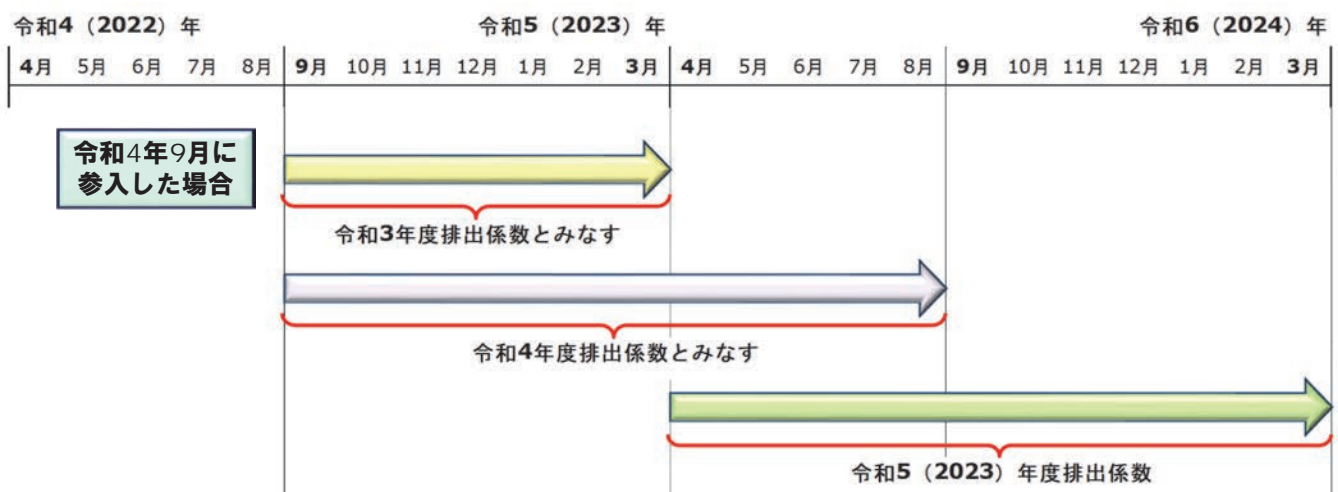 令和4（2022）年 令和5（2023）年 令和6（2024）年
4月 5月 6月 7月 8月 9月 10月 11月 12月 1月 2月 3月 4月 5月 6月 7月 8月 9月 10月 11月 12月 1月 2月 3月
令和4年9月に
参入した場合
令和3年度排出係数とみなす
令和4年度排出係数とみなす
令和5（2023）年度排出係数